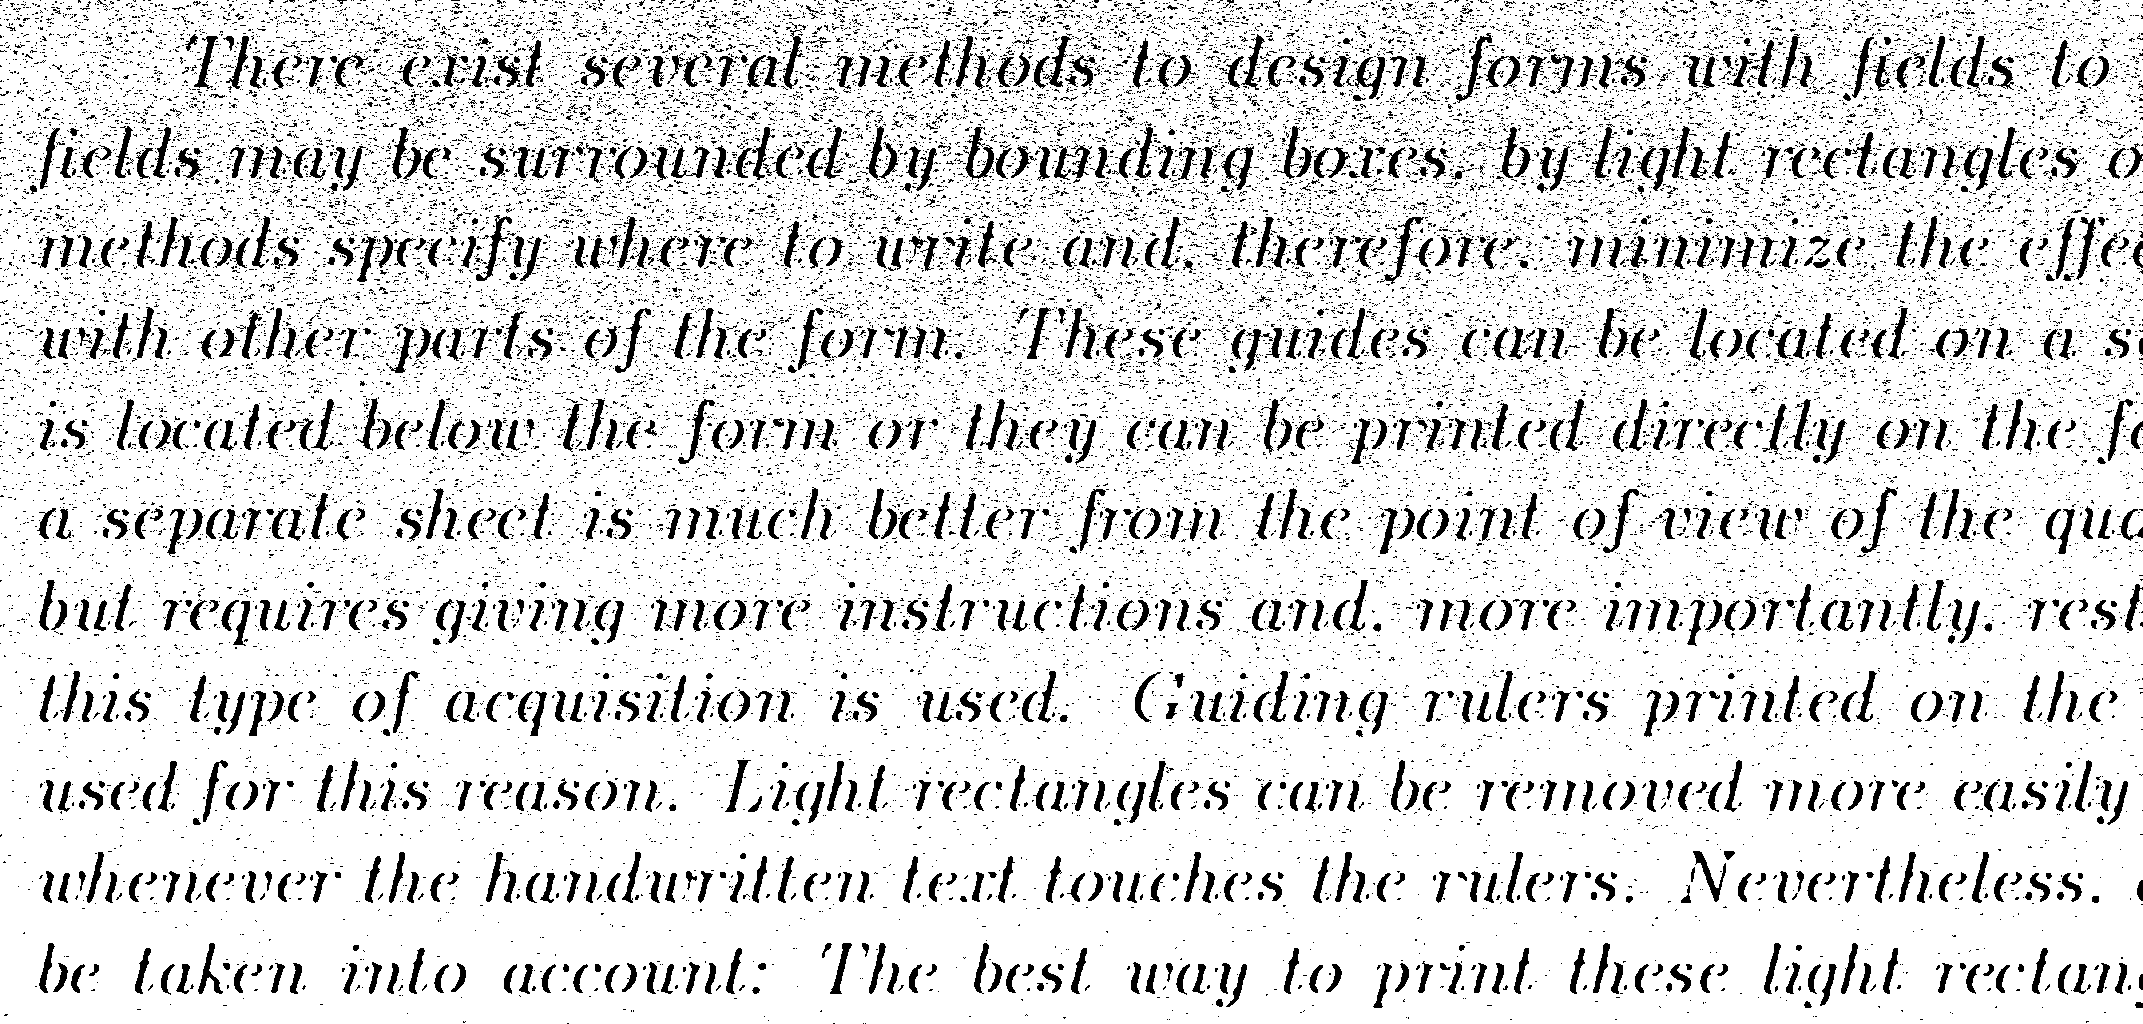 There exist several methods to design forms with fields to
fields may be surrounded by bounding boxes, by light rectangles o
methods specify where to write and, therefore, minimize the effec
with other parts of the form. These guides can be located on a se
is located below the form or they can be printed directly on the fo
a separate sheet is much better from the point of view of the qua
but requires giving more instructions and, more importantly, rest
this type of acquisition is used. Guiding rulers printed on the
used for this reason. Light rectangles can be removed more easily
whenever the handwritten text touches the rulers. Nevertheless,
be taken into account: The best way to print these light rectang